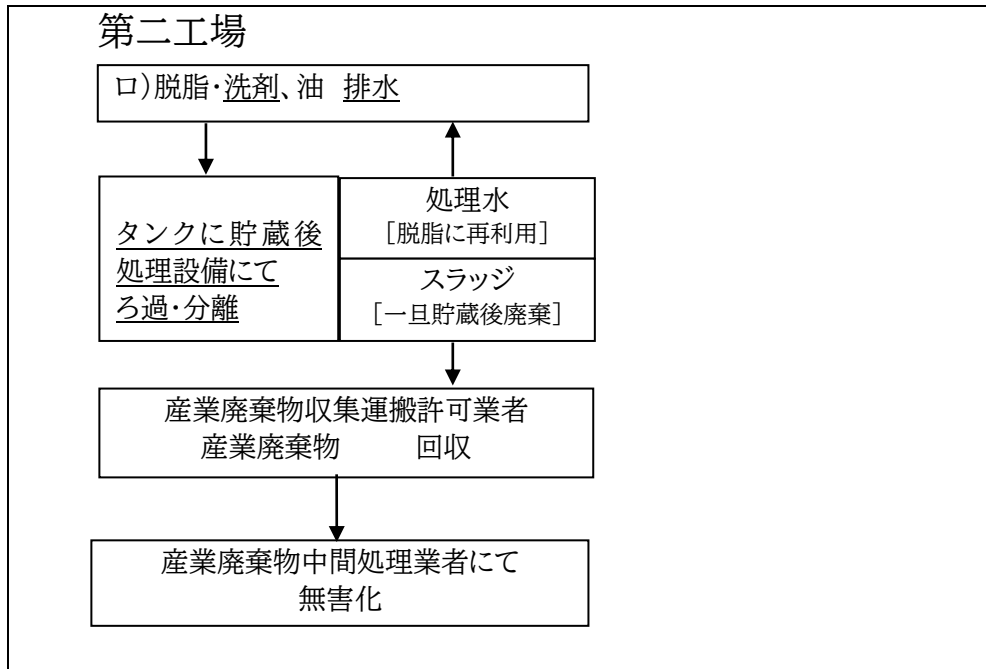 第二工場
ロ）脱脂・洗剤、油　排水
タンクに貯蔵後
処理設備にて
ろ過・分離
処理水
［脱脂に再利用］
スラッジ
［一旦貯蔵後廃棄］
産業廃棄物収集運搬許可業者
産業廃棄物　　　回収
産業廃棄物中間処理業者にて
無害化